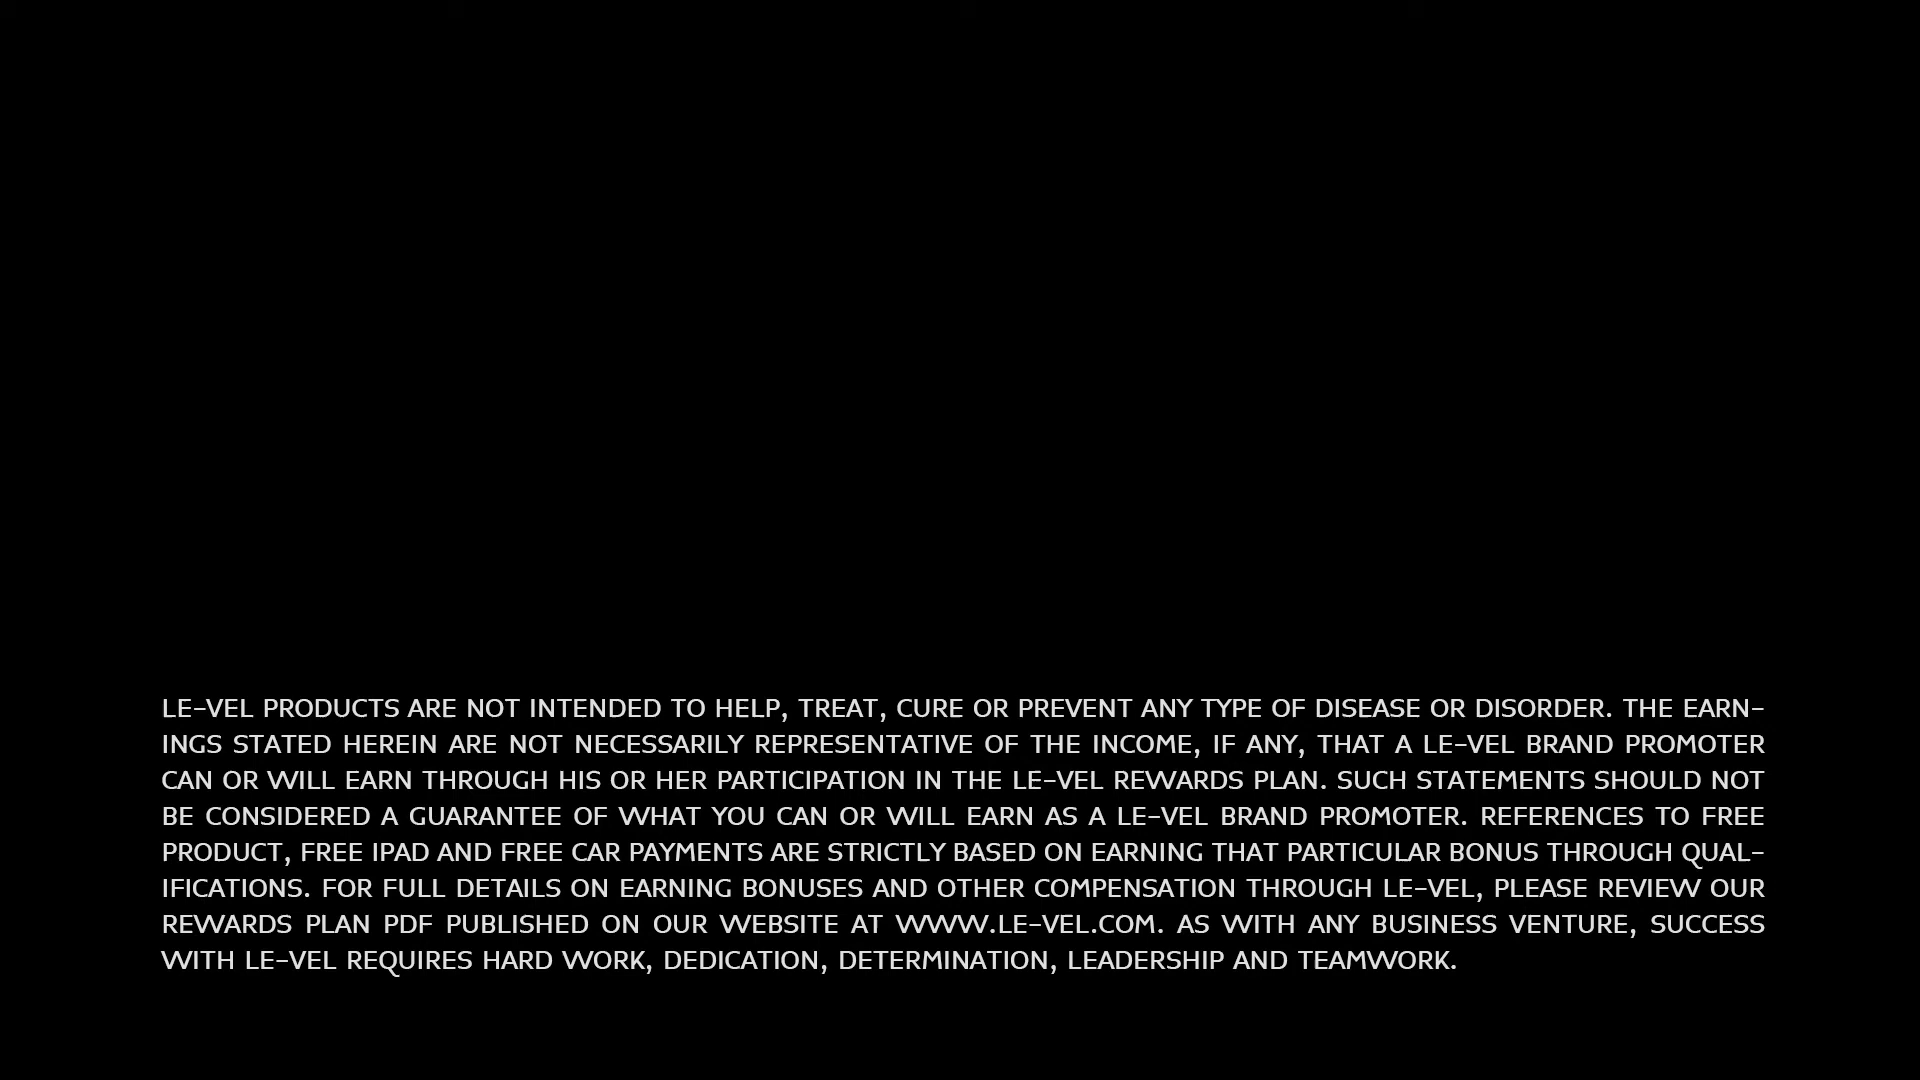 LE-VEL PRODUCTS ARE NOT INTENDED TO HELP, TREAT, CURE OR PREVENT ANY TYPE OF DISEASE OR DISORDER. THE EARN-
INGS STATED HEREIN ARE NOT NECESSARILY REPRESENTATIVE OF THE INCOME, IF ANY, THAT A LE-VEL BRAND PROMOTER
CAN OR WILL EARN THROUGH HIS OR HER PARTICIPATION IN THE LE-VEL REWARDS PLAN. SUCH STATEMENTS SHOULD NOT
BE CONSIDERED A GUARANTEE OF WHAT YOU CAN OR WILL EARN AS A LE-VEL BRAND PROMOTER. REFERENCES TO FREE
PRODUCT, FREE IPAD AND FREE CAR PAYMENTS ARE STRICTLY BASED ON EARNING THAT PARTICULAR BONUS THROUGH QUAL-
IFICATIONS. FOR FULL DETAILS ON EARNING BONUSES AND OTHER COMPENSATION THROUGH LE-VEL, PLEASE REVIEW OUR
REWARDS PLAN PDF PUBLISHED ON OUR WEBSITE AT WWW.LE-VEL.COM. AS WITH ANY BUSINESS VENTURE, SUCCESS
WITH LE-VEL REQUIRES HARD WORK, DEDICATION, DETERMINATION, LEADERSHIP AND TEAMWORK.